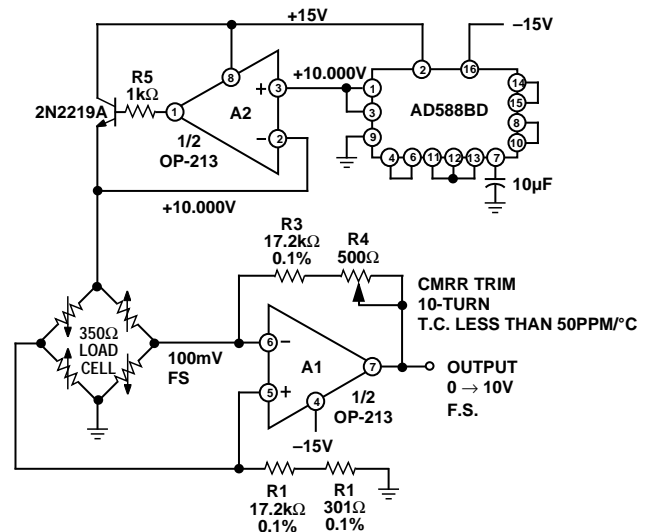 +15V
–15V
R5
1kΩ
2N2219A
8
1
A2
+
3
–
2
1/2
OP-213
+10.000V
2
16
1
3
9
AD588BD
14
15
8
10
4
6
11
12
13
7
10µF
+10.000V
R3
17.2kΩ
0.1%
R4
500Ω
CMRR TRIM
10-TURN
T.C. LESS THAN 50PPM/°C
350Ω
LOAD
CELL
100mV
FS
6
–
A1
7
+
5
4
1/2
OP-213
–15V
OUTPUT
0 → 10V
F.S.
R1
17.2kΩ
0.1%
R1
301Ω
0.1%